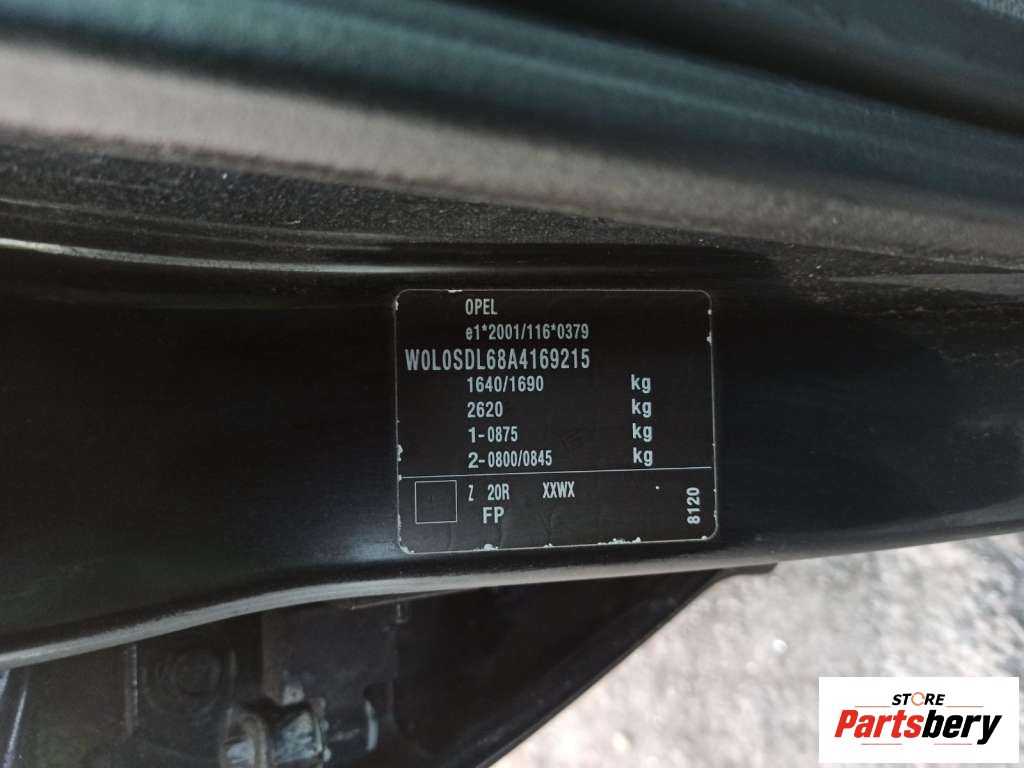 OPEL
e1*2001/116*0379
W0L0SDL68A4169215
1640/1690 kg
2620 kg
1-0875 kg
2-0800/0845 kg
Z 20R XXWX
FP
8120
STORE
Partsbery